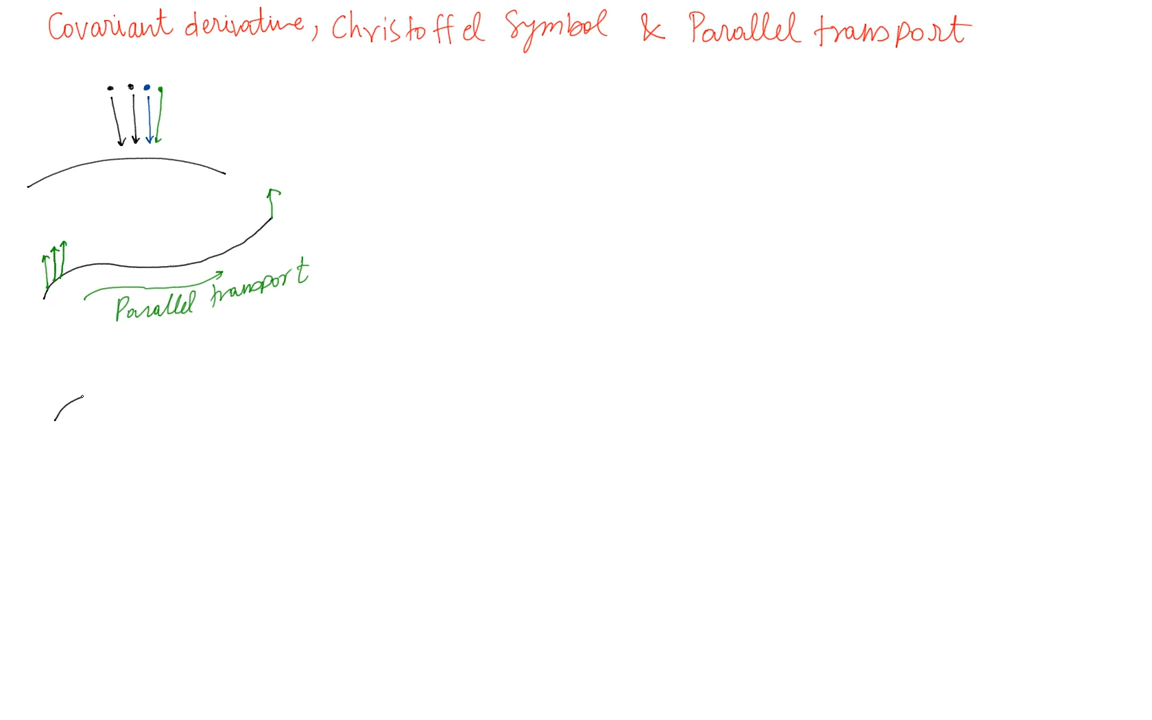 Covariant derivative, Christoffel Symbol & Parallel transport
Parallel transport